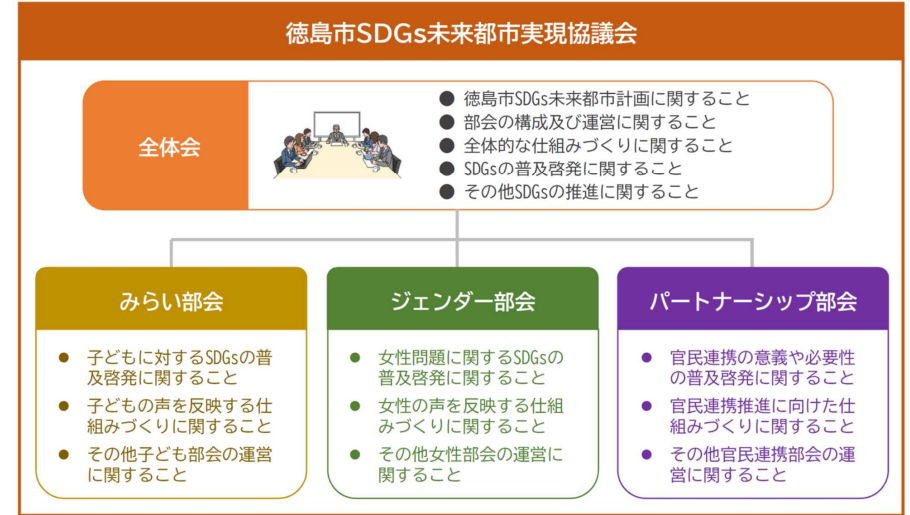 徳島市SDGs未来都市実現協議会
全体会
● 徳島市SDGs未来都市計画に関すること
● 部会の構成及び運営に関すること
● 全体的な仕組みづくりに関すること
● SDGsの普及啓発に関すること
● その他SDGsの推進に関すること
みらい部会
● 子どもに対するSDGsの普
及啓発に関すること
● 子どもの声を反映する仕
組みづくりに関すること
● その他子ども部会の運営
に関すること
ジェンダー部会
● 女性問題に関するSDGsの
普及啓発に関すること
● 女性の声を反映する仕組
みづくりに関すること
● その他女性部会の運営に
関すること
パートナーシップ部会
● 官民連携の意義や必要性
の普及啓発に関すること
● 官民連携推進に向けた仕
組みづくりに関すること
● その他官民連携部会の運
営に関すること